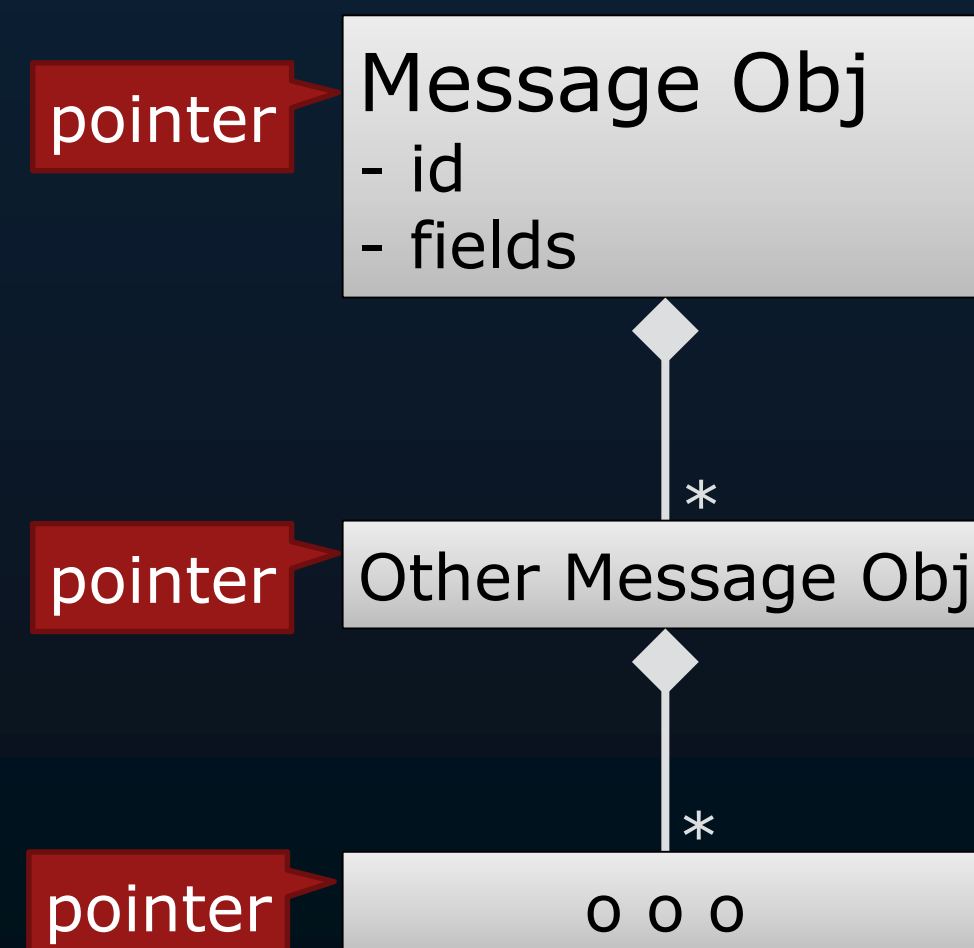 pointer
Message Obj
- id
- fields
*
pointer
Other Message Obj
*
pointer
o o o